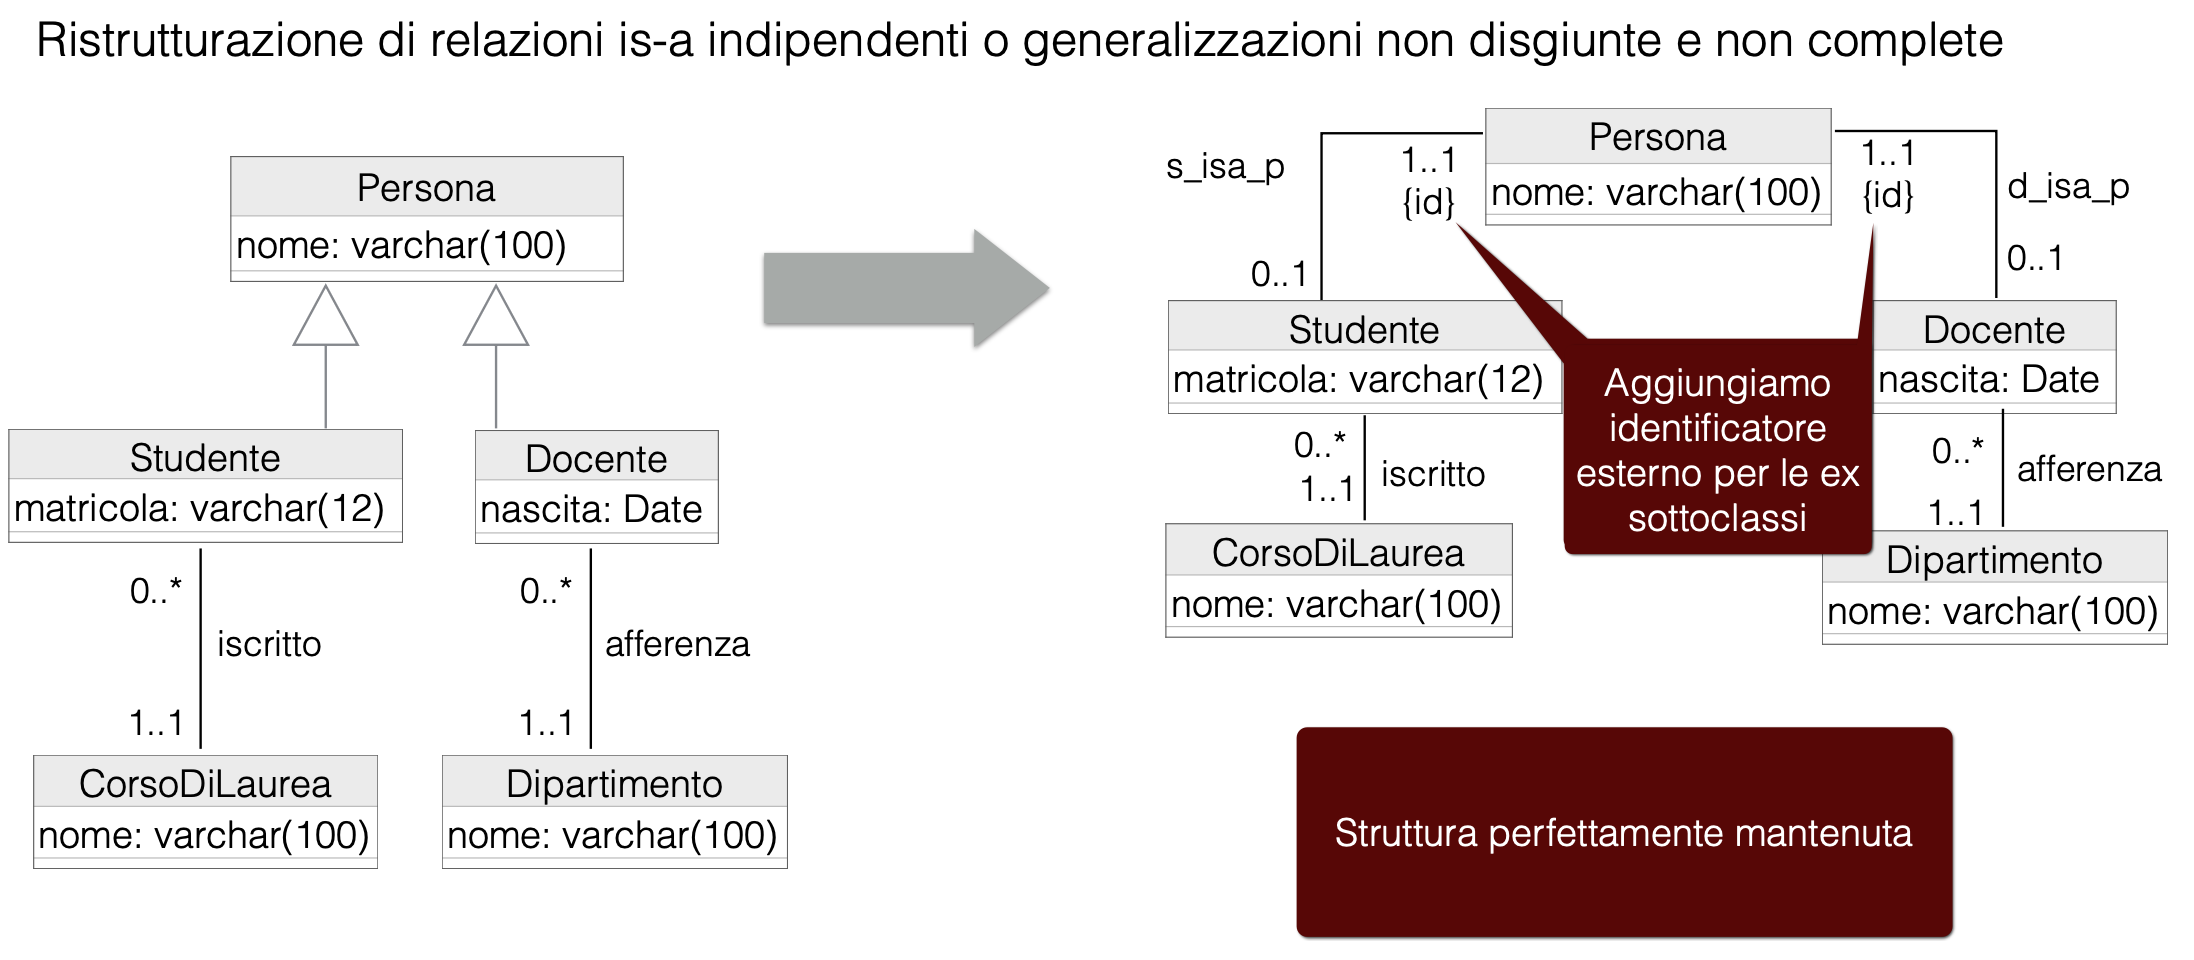 Ristrutturazione di relazioni is-a indipendenti o generalizzazioni non disgiunte e non complete
Persona
nome: varchar(100)
Studente
matricola: varchar(12)
Docente
nascita: Date
0..*
iscritto
1..1
0..*
afferenza
1..1
CorsoDiLaurea
nome: varchar(100)
Dipartimento
nome: varchar(100)
Persona
nome: varchar(100)
s_isa_p
1..1
{id}
0..1
1..1
{id}
d_isa_p
0..1
Studente
matricola: varchar(12)
Docente
nascita: Date
Aggiungiamo
identificatore
esterno per le ex
sottoclassi
0..*
iscritto
1..1
0..*
afferenza
1..1
CorsoDiLaurea
nome: varchar(100)
Dipartimento
nome: varchar(100)
Struttura perfettamente mantenuta